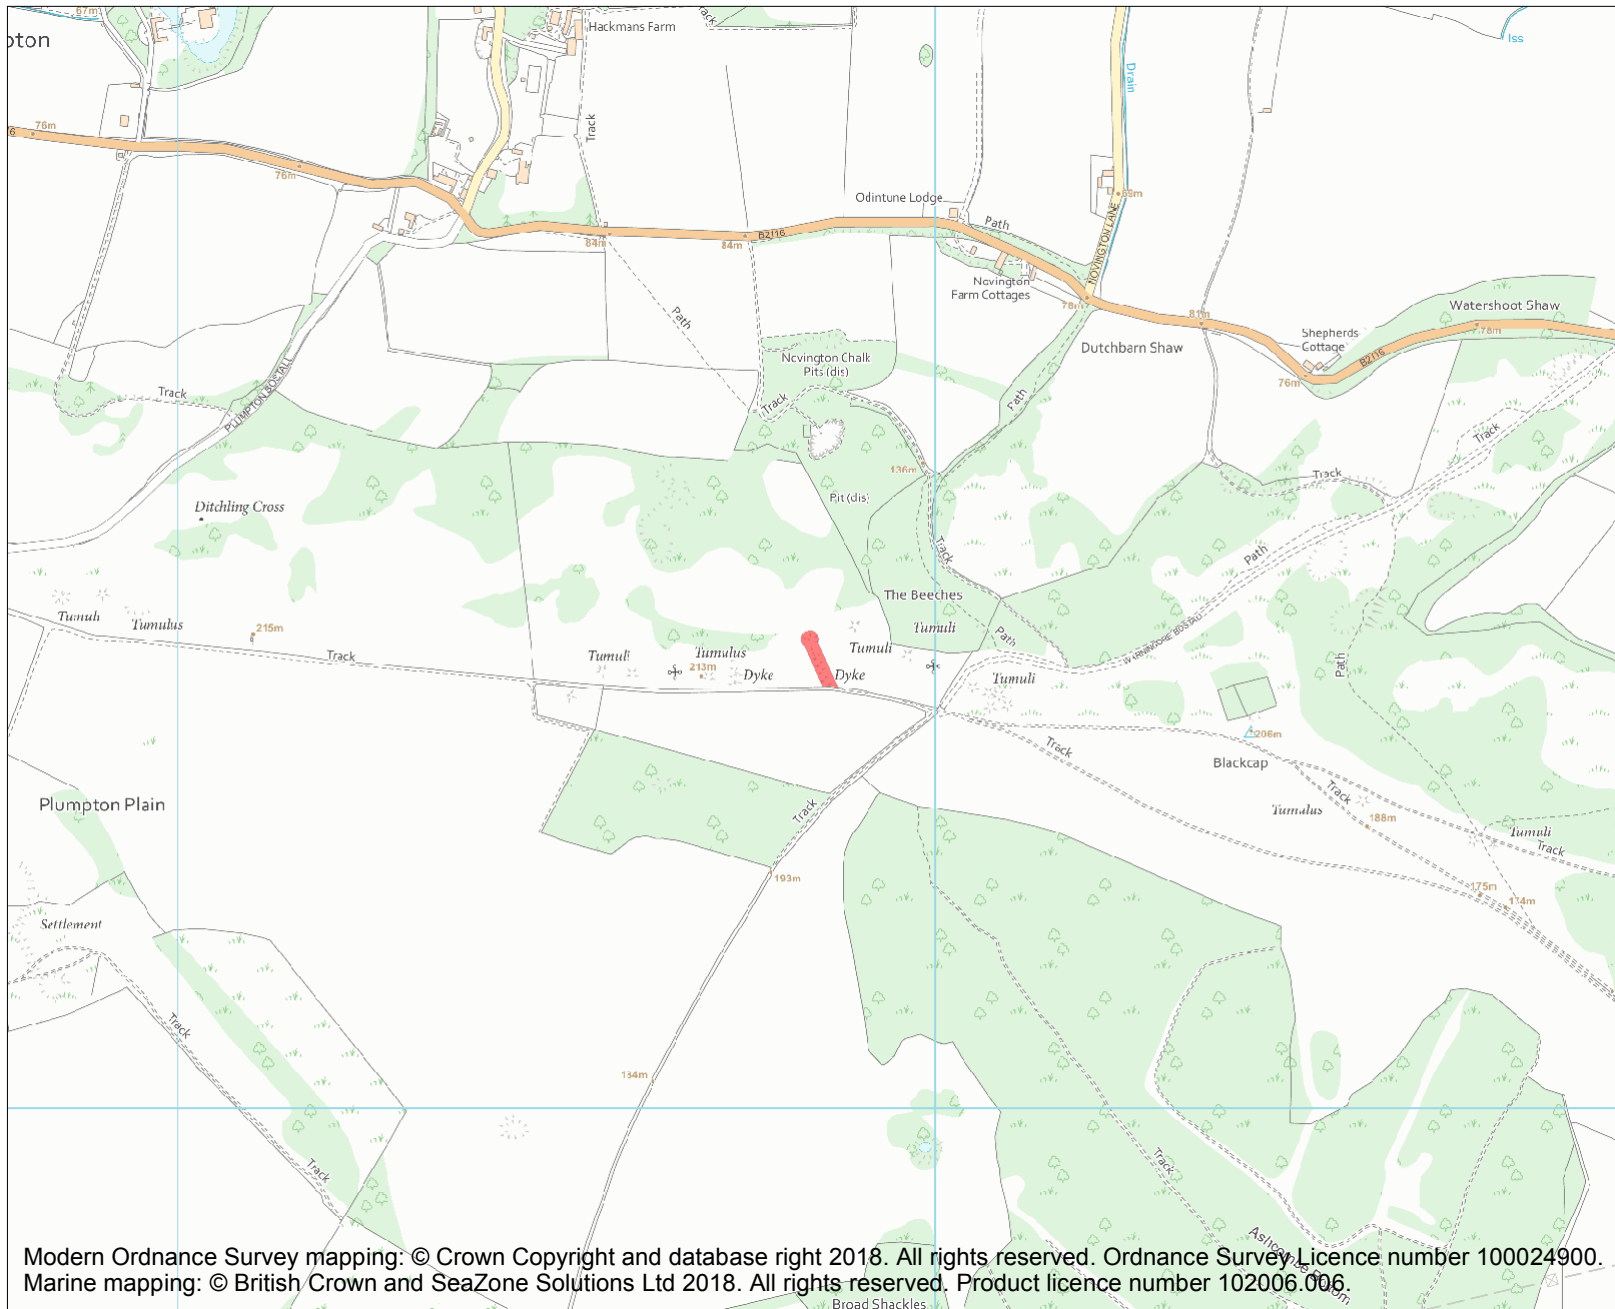 67m
Hackmans Farm
Track
Iss
Drain
76m
Track
76m
Odintune Lodge
69m
Path
84m
84m
B2116
NOVINGTON LANE
Novington
Farm Cottages
78m
81m
Watershoot Shaw
78m
Shepherds
Cottage
B2116
Dutchbarn Shaw
76m
Path
Novington Chalk
Pits (dis)
Track
PLUMPTON BOSTALL
Track
Path
Track
136m
Track
Pit (dis)
Ditchling Cross
Track
Path
The Beeches
Tumuli
Tumulus
215m
Tumuli
Path
Track
Tumuli
Tumulus
Tumuli
213m
Dyke
Dyke
Tumuli
Path
206m
Track
Blackcap
Plumpton Plain
Track
Track
Tumulus
188m
Tumuli
Track
193m
175m
174m
Settlement
Track
184m
Track
Track
Ashcombe Bottom
Modern Ordnance Survey mapping: © Crown Copyright and database right 2018. All rights reserved. Ordnance Survey Licence number 100024900.
Marine mapping: © British Crown and SeaZone Solutions Ltd 2018. All rights reserved. Product licence number 102006.006.
Broad Shackles